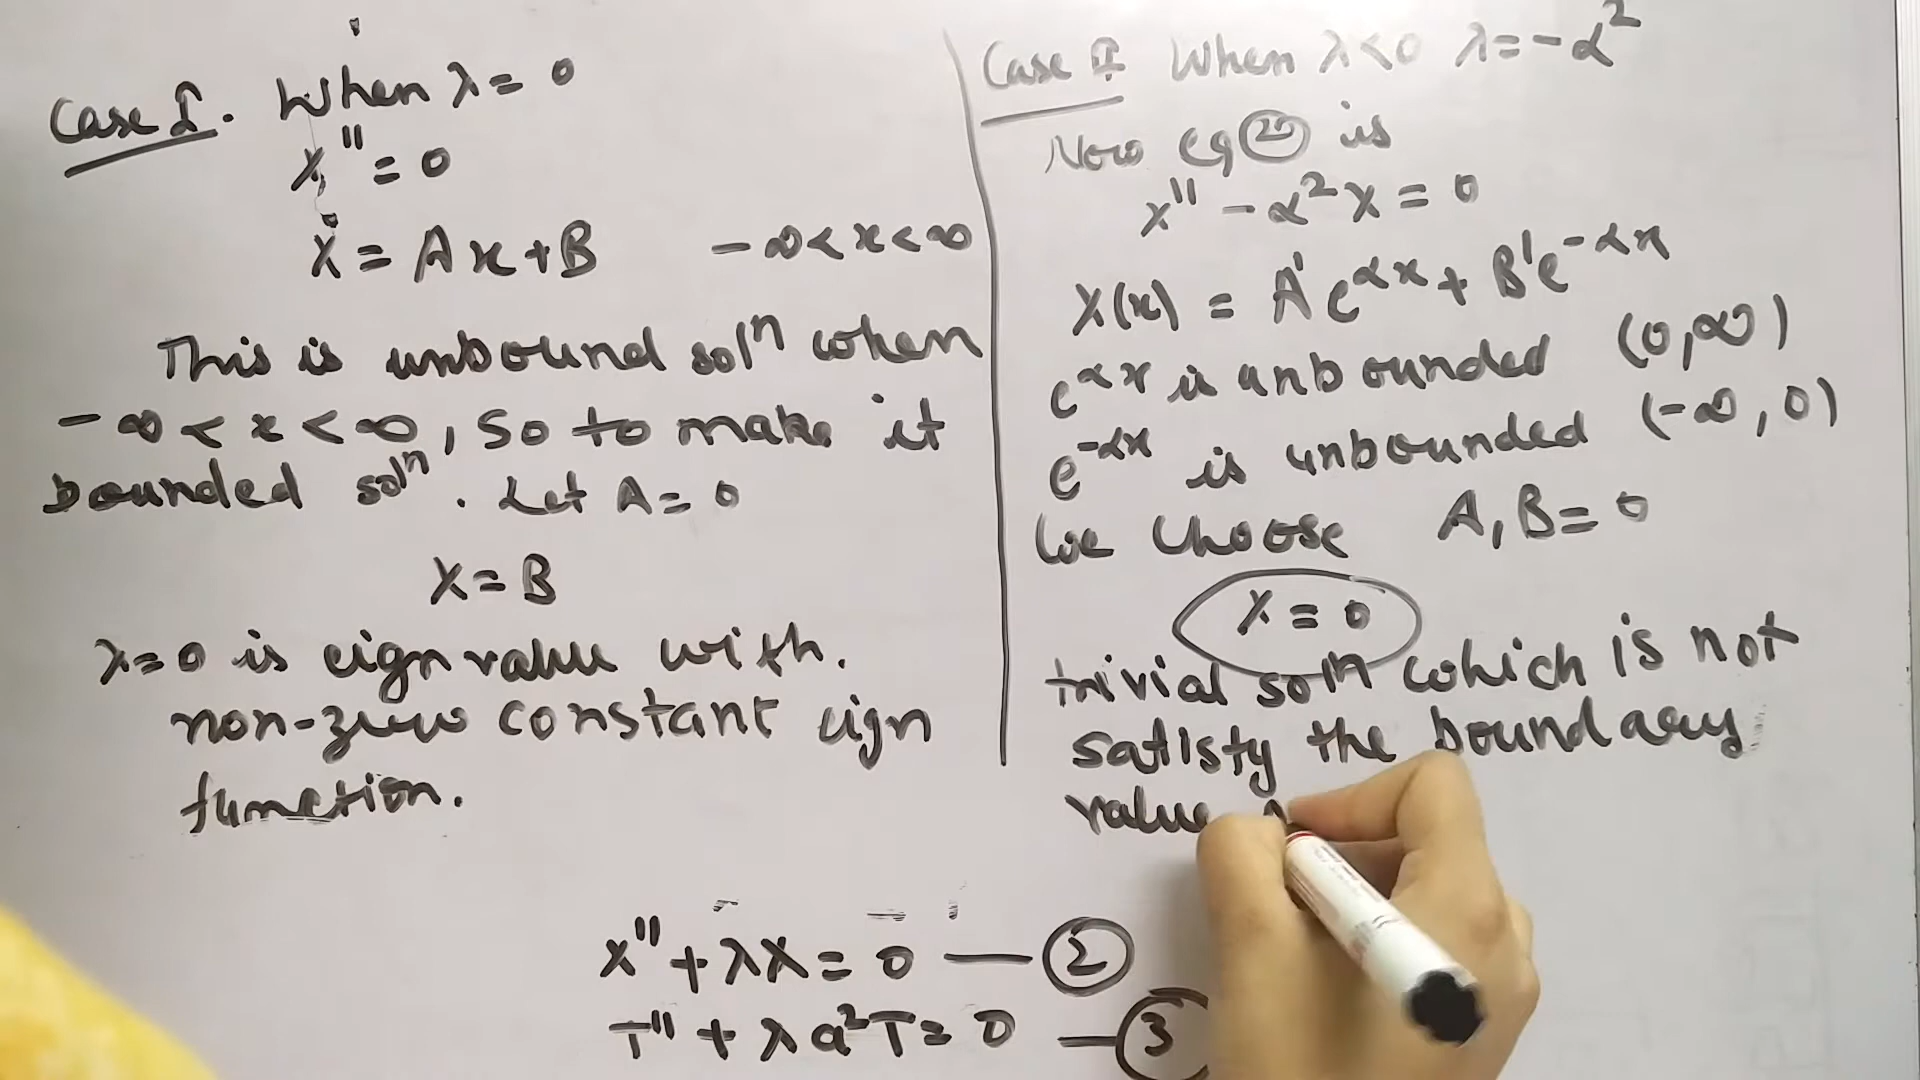 Case I. When λ = 0
X'' = 0
X = Ax + B   -∞ < x < ∞
This is unbound solⁿ when
-∞ < x < ∞, so to make it
bounded solⁿ. Let A = 0
X = B
λ = 0 is eign value with.
non-zero constant eign
function.
Case II When λ < 0 λ = -α²
Now eq is
X'' - α²X = 0
X(x) = A'e^αx + B'e^-αx
e^αx is unbounded (0, ∞)
e^-αx is unbounded (-∞, 0)
We choose A, B = 0
X = 0
trivial solⁿ which is not
satisfy the boundary
value
X'' + λX = 0 — ②
T'' + λa²T = 0 — ③